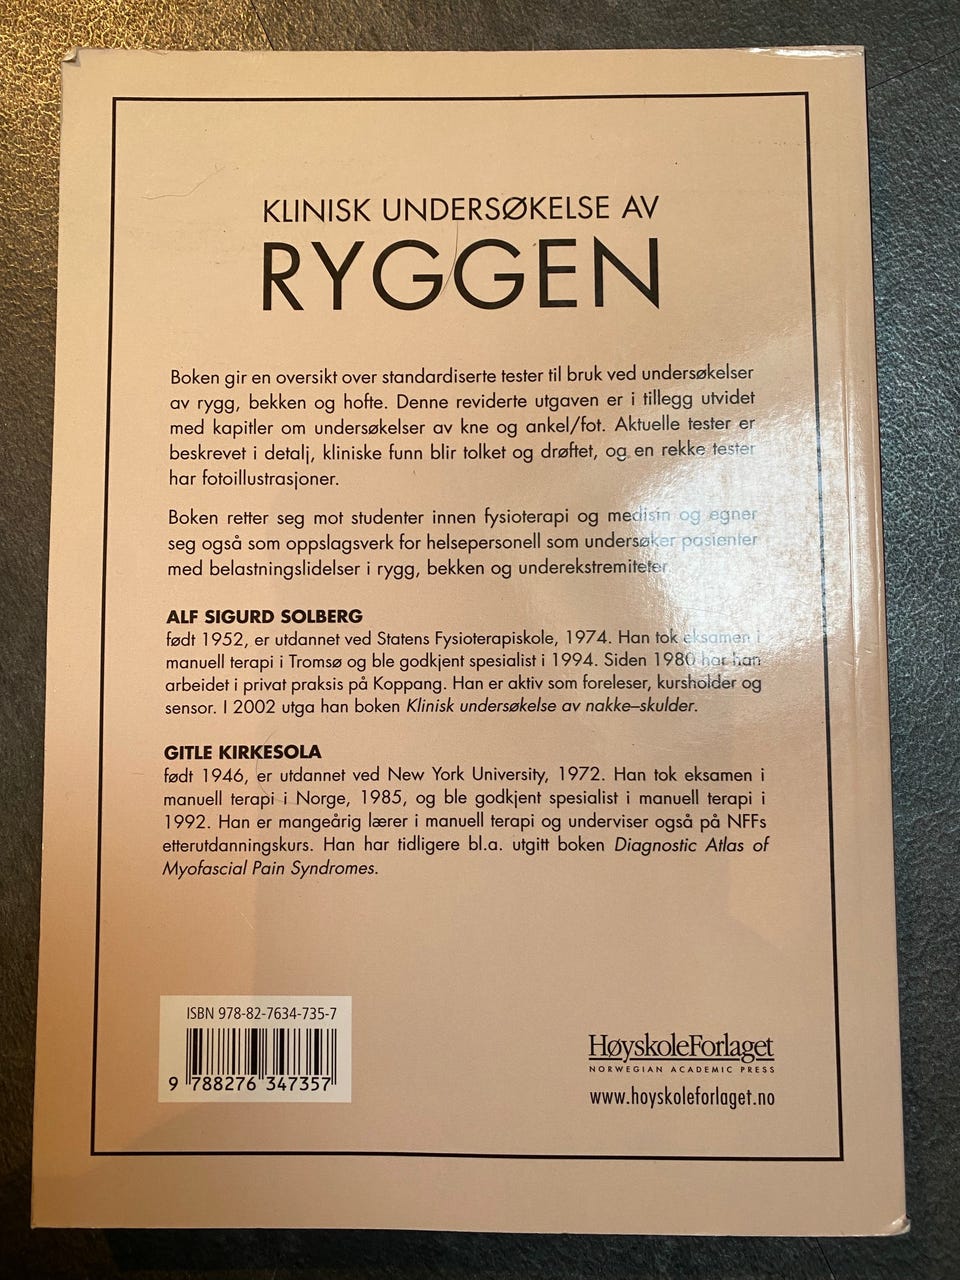 KLINISK UNDERSØKELSE AV
RYGGEN
Boken gir en oversikt over standardiserte tester til bruk ved undersøkelser
av rygg, bekken og hofte. Denne reviderte utgaven er i tillegg utvidet
med kapitler om undersøkelser av kne og ankel/fot. Aktuelle tester er
beskrevet i detalj, kliniske funn blir tolket og drøftet, og en rekke tester
har fotoillustrasjoner.
Boken retter seg mot studenter innen fysioterapi og medisin og egner
seg også som oppslagsverk for helsepersonell som undersøker pasienter
med belastningslidelser i rygg, bekken og underekstremiteter.
ALF SIGURD SOLBERG
født 1952, er utdannet ved Statens Fysioterapiskole, 1974. Han tok eksamen i
manuell terapi i Tromsø og ble godkjent spesialist i 1994. Siden 1980 har han
arbeidet i privat praksis på Koppang. Han er aktiv som foreleser, kursholder og
sensor. I 2002 utga han boken Klinisk undersøkelse av nakke–skulder.
GITLE KIRKESOLA
født 1946, er utdannet ved New York University, 1972. Han tok eksamen i
manuell terapi i Norge, 1985, og ble godkjent spesialist i manuell terapi i
1992. Han er mangeårig lærer i manuell terapi og underviser også på NFFs
etterutdanningskurs. Han har tidligere bl.a. utgitt boken Diagnostic Atlas of
Myofascial Pain Syndromes.
ISBN 978-82-7634-735-7
9 788276 347357
HøyskoleForlaget
NORWEGIAN ACADEMIC PRESS
www.hoyskoleforlaget.no